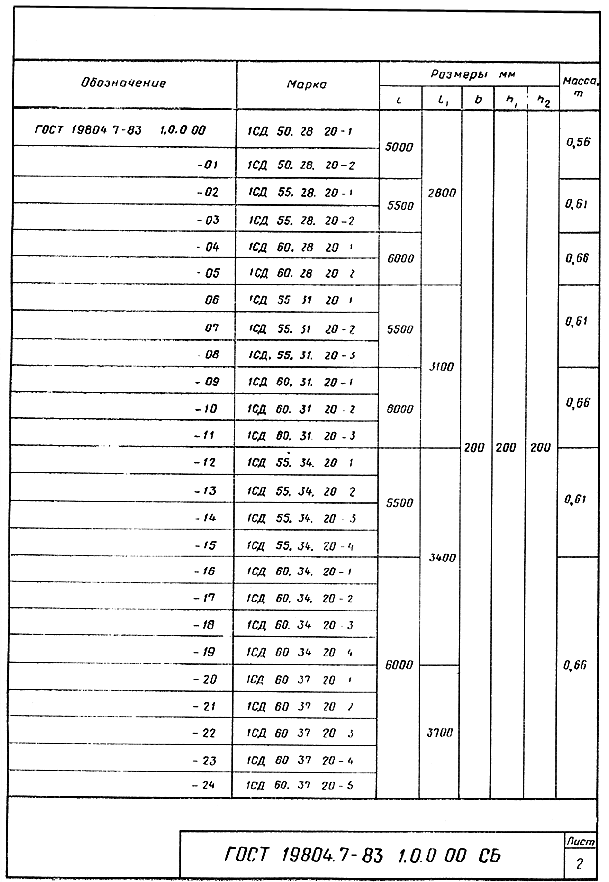 Обозначение Марка Размеры мм Масса, т
L L1 b h1 h2
ГОСТ 19804.7-83 1.0.0 00 1СД 50. 28 20-1 5000 2800 200 200 200 0,56
-01 1СД 50. 28. 20-2
-02 1СД 55. 28. 20-1 5500 0,61
-03 1СД 55. 28. 20-2
-04 1СД 60. 28 20 1 6000 0,66
-05 1СД 60. 28 20 2
06 1СД 55 31 20 1 5500 3100 0,61
07 1СД 55. 31 20-2
-08 1СД. 55. 31. 20-3
-09 1СД 60. 31. 20-1 6000 0,66
-10 1СД 60. 31 20-2
-11 1СД 60. 31. 20-3
-12 1СД 55. 34. 20 1 5500 3400 0,61
-13 1СД 55. 34. 20 2
-14 1СД 55. 34. 20-3
-15 1СД 55. 34. 20-4
-16 1СД 60. 34. 20-1 6000 0,66
-17 1СД 60. 34. 20-2
-18 1СД 60. 34 20-3
-19 1СД 60 34 20 4
-20 1СД 60 37 20 1 3700
-21 1СД 60 37 20 2
-22 1СД 60 37 20 3
-23 1СД 60 37 20-4
-24 1СД 60. 37 20-5
ГОСТ 19804.7-83 1.0.0 00 СБ
Лист
2